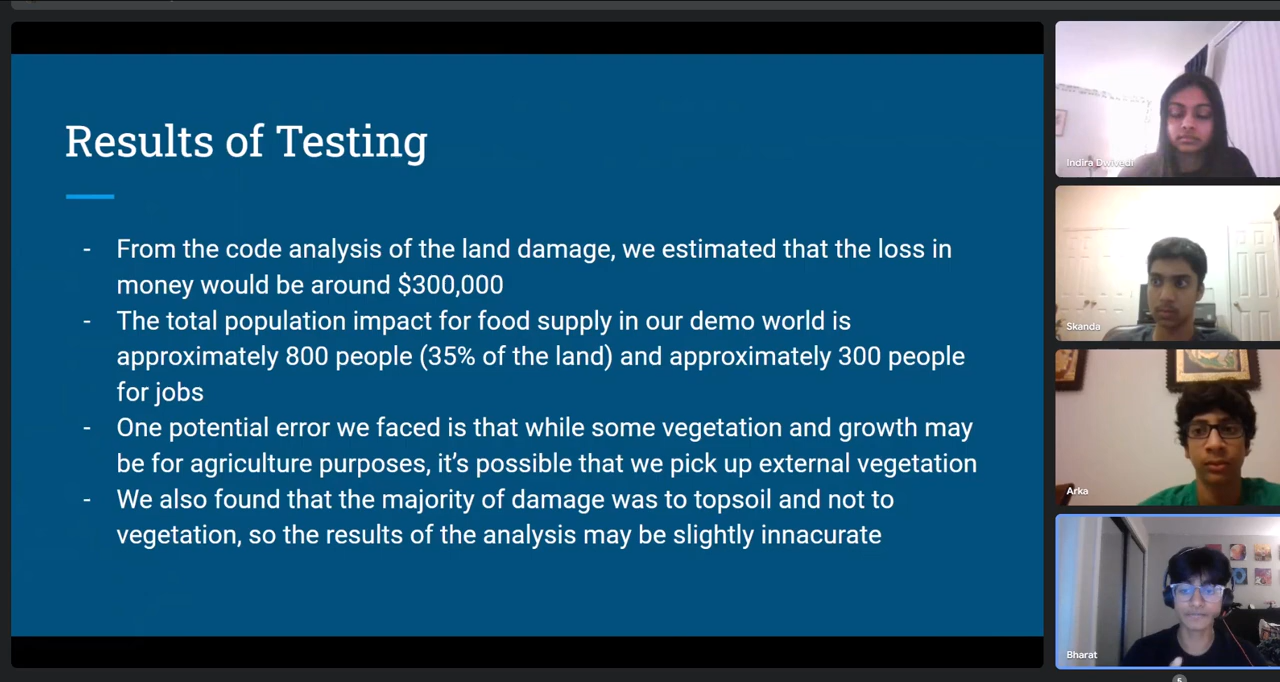 Results of Testing
- From the code analysis of the land damage, we estimated that the loss in
money would be around $300,000
- The total population impact for food supply in our demo world is
approximately 800 people (35% of the land) and approximately 300 people
for jobs
- One potential error we faced is that while some vegetation and growth may
be for agriculture purposes, it’s possible that we pick up external vegetation
- We also found that the majority of damage was to topsoil and not to
vegetation, so the results of the analysis may be slightly innacurate
Indira Dwivedi
Skanda
Arka
Bharat
5